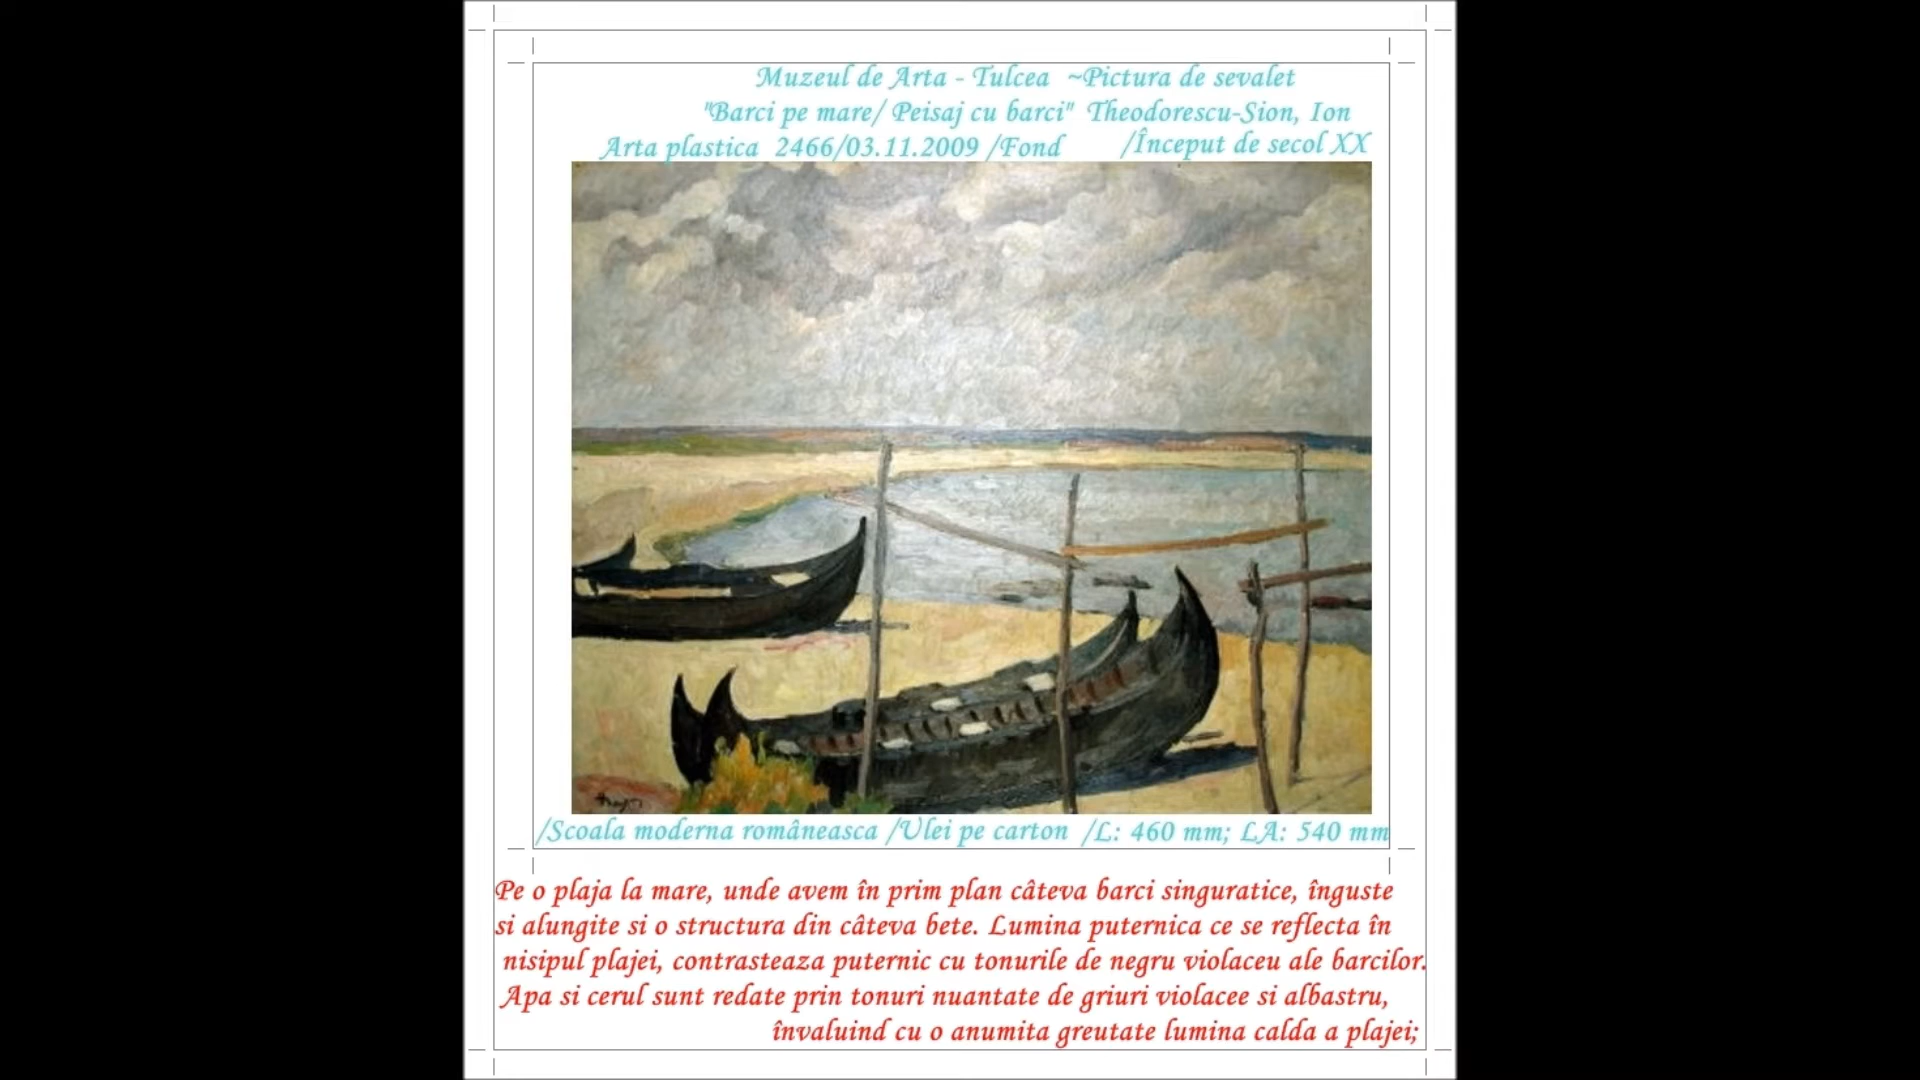 Muzeul de Arta - Tulcea ~Pictura de sevalet
"Barci pe mare/ Peisaj cu barci" Theodorescu-Sion, Ion
Arta plastica 2466/03.11.2009 /Fond /Început de secol XX
/Scoala moderna româneasca /Ulei pe carton /L: 460 mm; LA: 540 mm
Pe o plaja la mare, unde avem în prim plan câteva barci singuratice, înguste
si alungite si o structura din câteva bete. Lumina puternica ce se reflecta în
nisipul plajei, contrasteaza puternic cu tonurile de negru violaceu ale barcilor.
Apa si cerul sunt redate prin tonuri nuantate de griuri violacee si albastru,
învaluind cu o anumita greutate lumina calda a plajei;